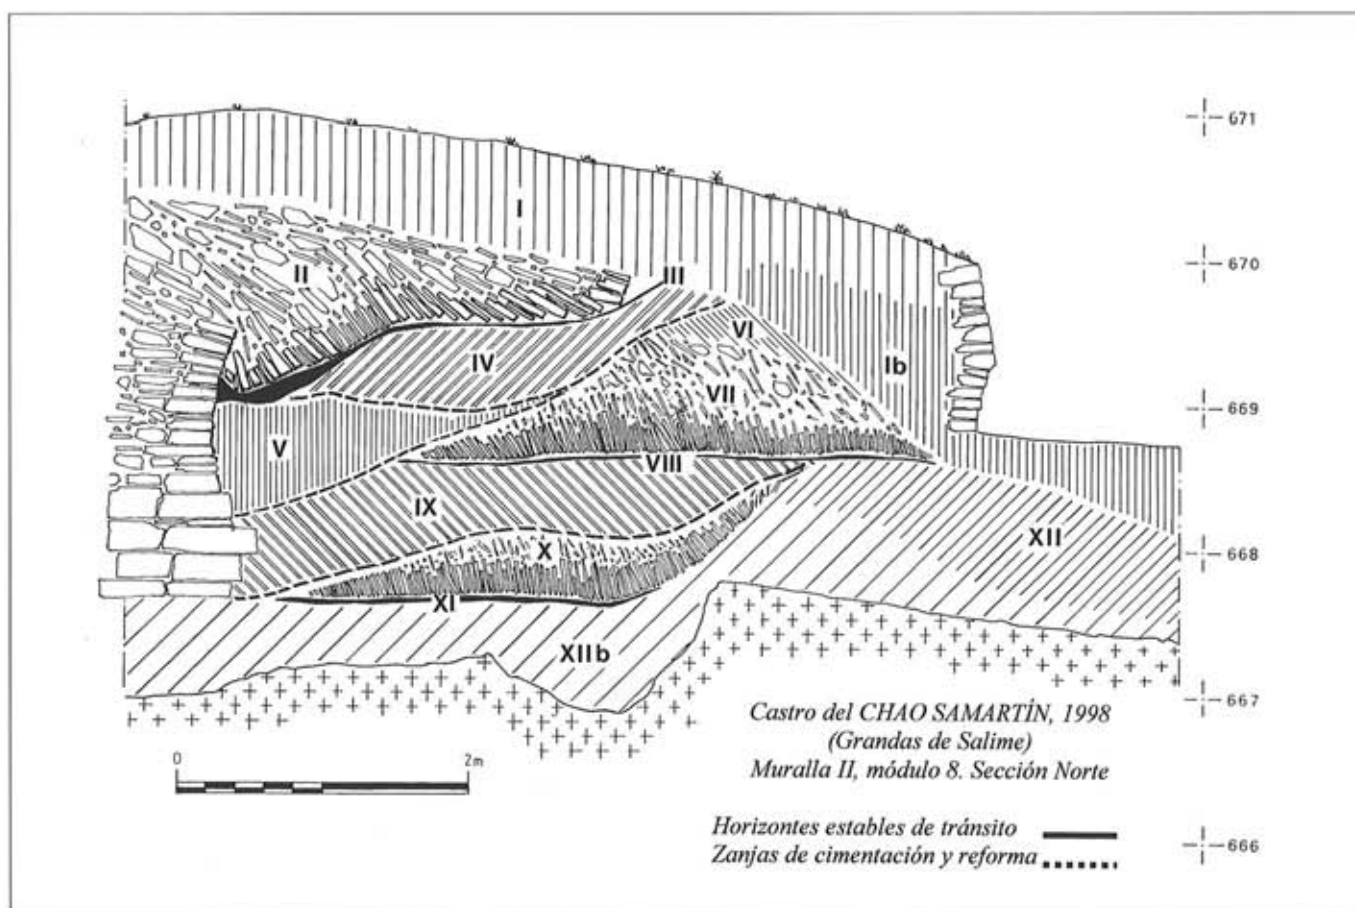 671
I
670
II
III
VI
IV
Ib
VII
669
V
VIII
IX
X
XII
668
XI
XIIb
667
Castro del CHAO SAMARTÍN, 1998
(Grandas de Salime)
Muralla II, módulo 8. Sección Norte
0 2m
Horizontes estables de tránsito
Zanjas de cimentación y reforma
666